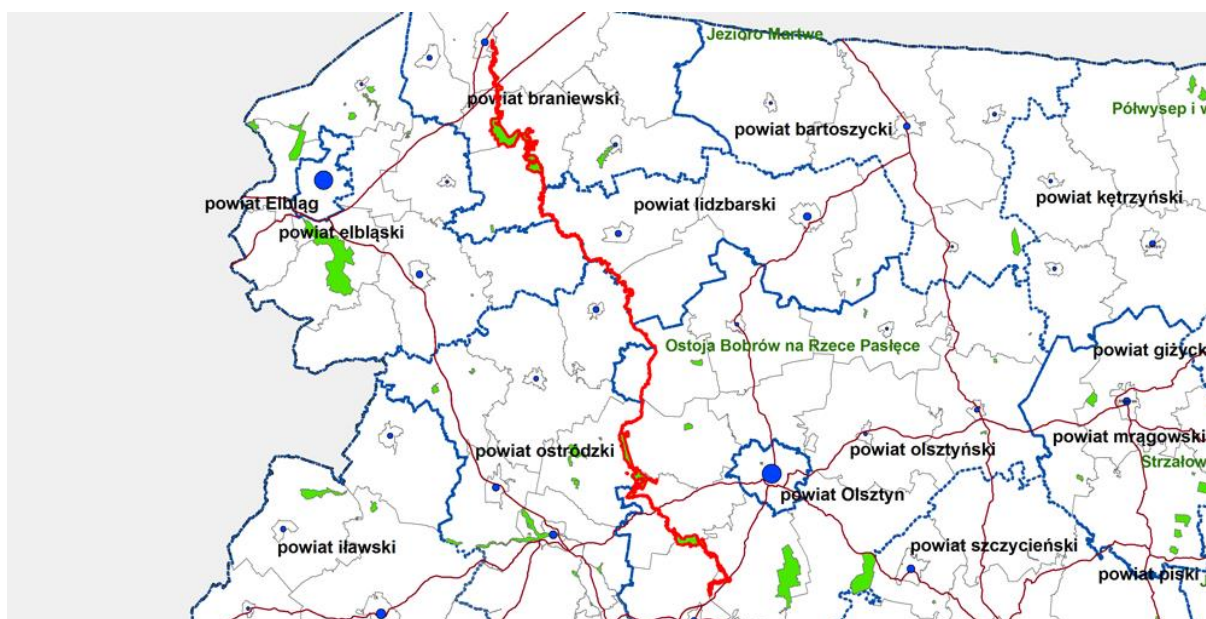 Jezioro Martwe
powiat braniewski
Półwysep i w
powiat bartoszycki
powiat kętrzyński
powiat Elbląg
powiat lidzbarski
powiat elbląski
Ostoja Bobrów na Rzece Pasłęce
powiat giżyck
powiat ostródzki
powiat olsztyński
powiat mrągowski
Strzałow
powiat Olsztyn
powiat iławski
powiat szczycieński
powiat piski